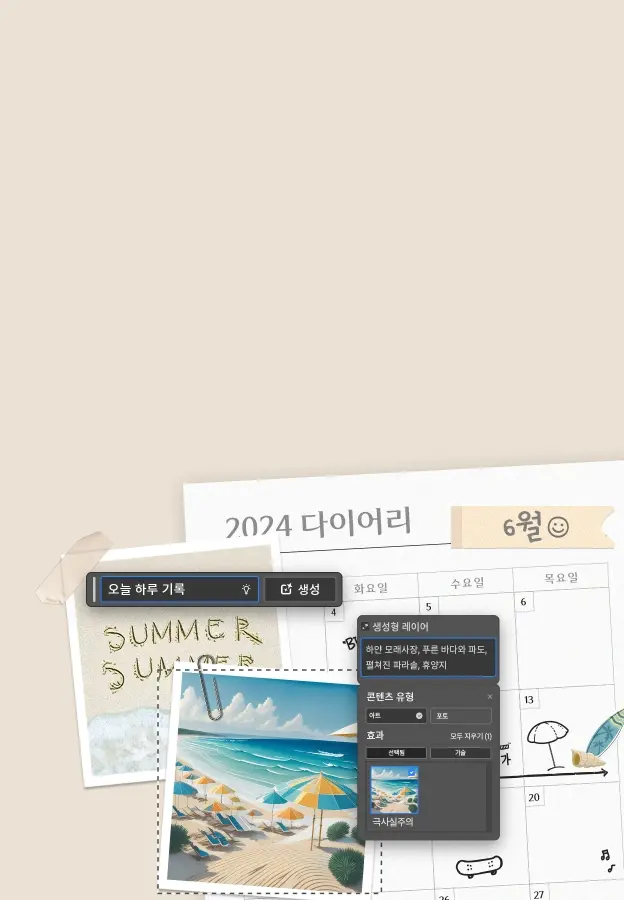 2024 다이어리
6월
오늘 하루 기록
생성
화요일
수요일
목요일
4
5
6
생성형 레이어
하얀 모래사장, 푸른 바다와 파도,
펼쳐진 파라솔, 휴양지
SUMMER
SUMMER
콘텐츠 유형
아트
포토
효과
모두 지우기 (1)
선택됨
기술
극사실주의
13
가
20
26
27